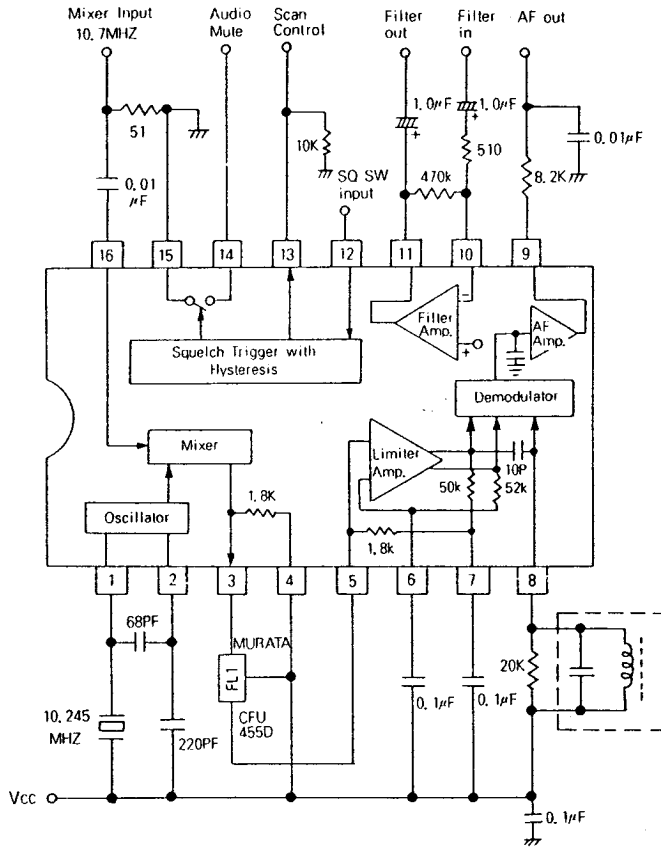 Mixer Input
10.7MHZ
Audio
Mute
Scan
Control
Filter
out
Filter
in
AF out
51
0.01
μF
10K
SQ SW
input
1.0μF
+
1.0μF
+
510
470k
8.2K
0.01μF
16
15
14
13
12
11
10
9
Squelch Trigger with
Hysteresis
Filter
Amp.
−
+
AF
Amp.
Demodulator
Mixer
Oscillator
1.8K
Limiter
Amp.
10P
50k
52k
1.8k
1
2
3
4
5
6
7
8
68PF
MURATA
FL1
CFU
455D
10.245
MHZ
220PF
0.1μF
0.1μF
20K
Vcc
0.1μF